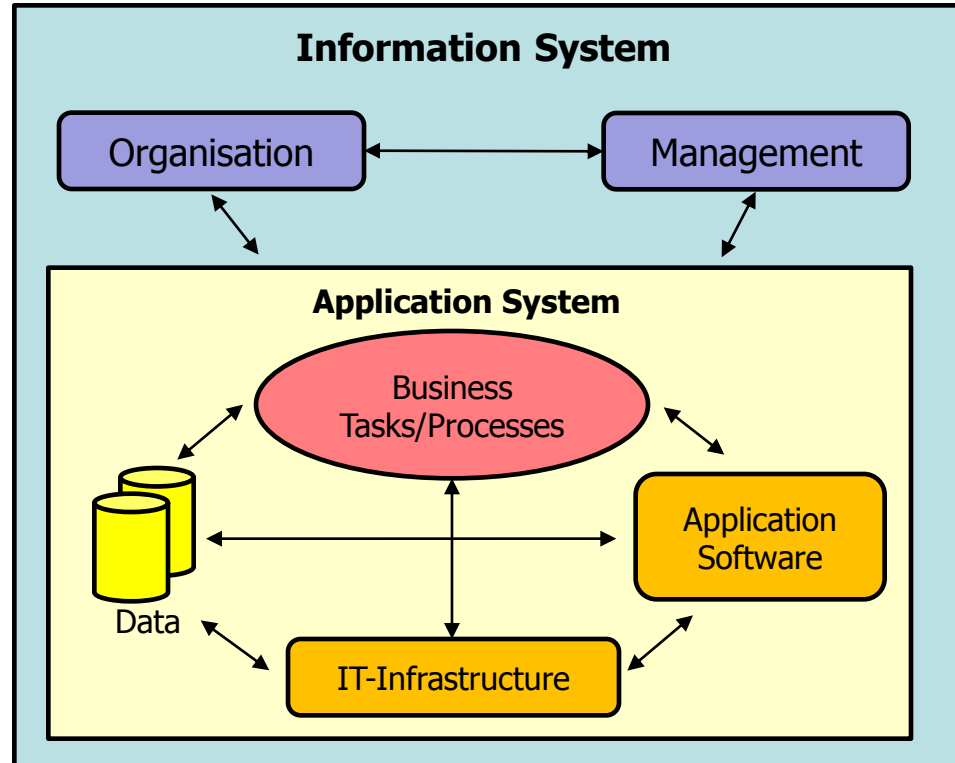 Information System
Organisation
Management
Application System
Business
Tasks/Processes
Application
Software
Data
IT-Infrastructure